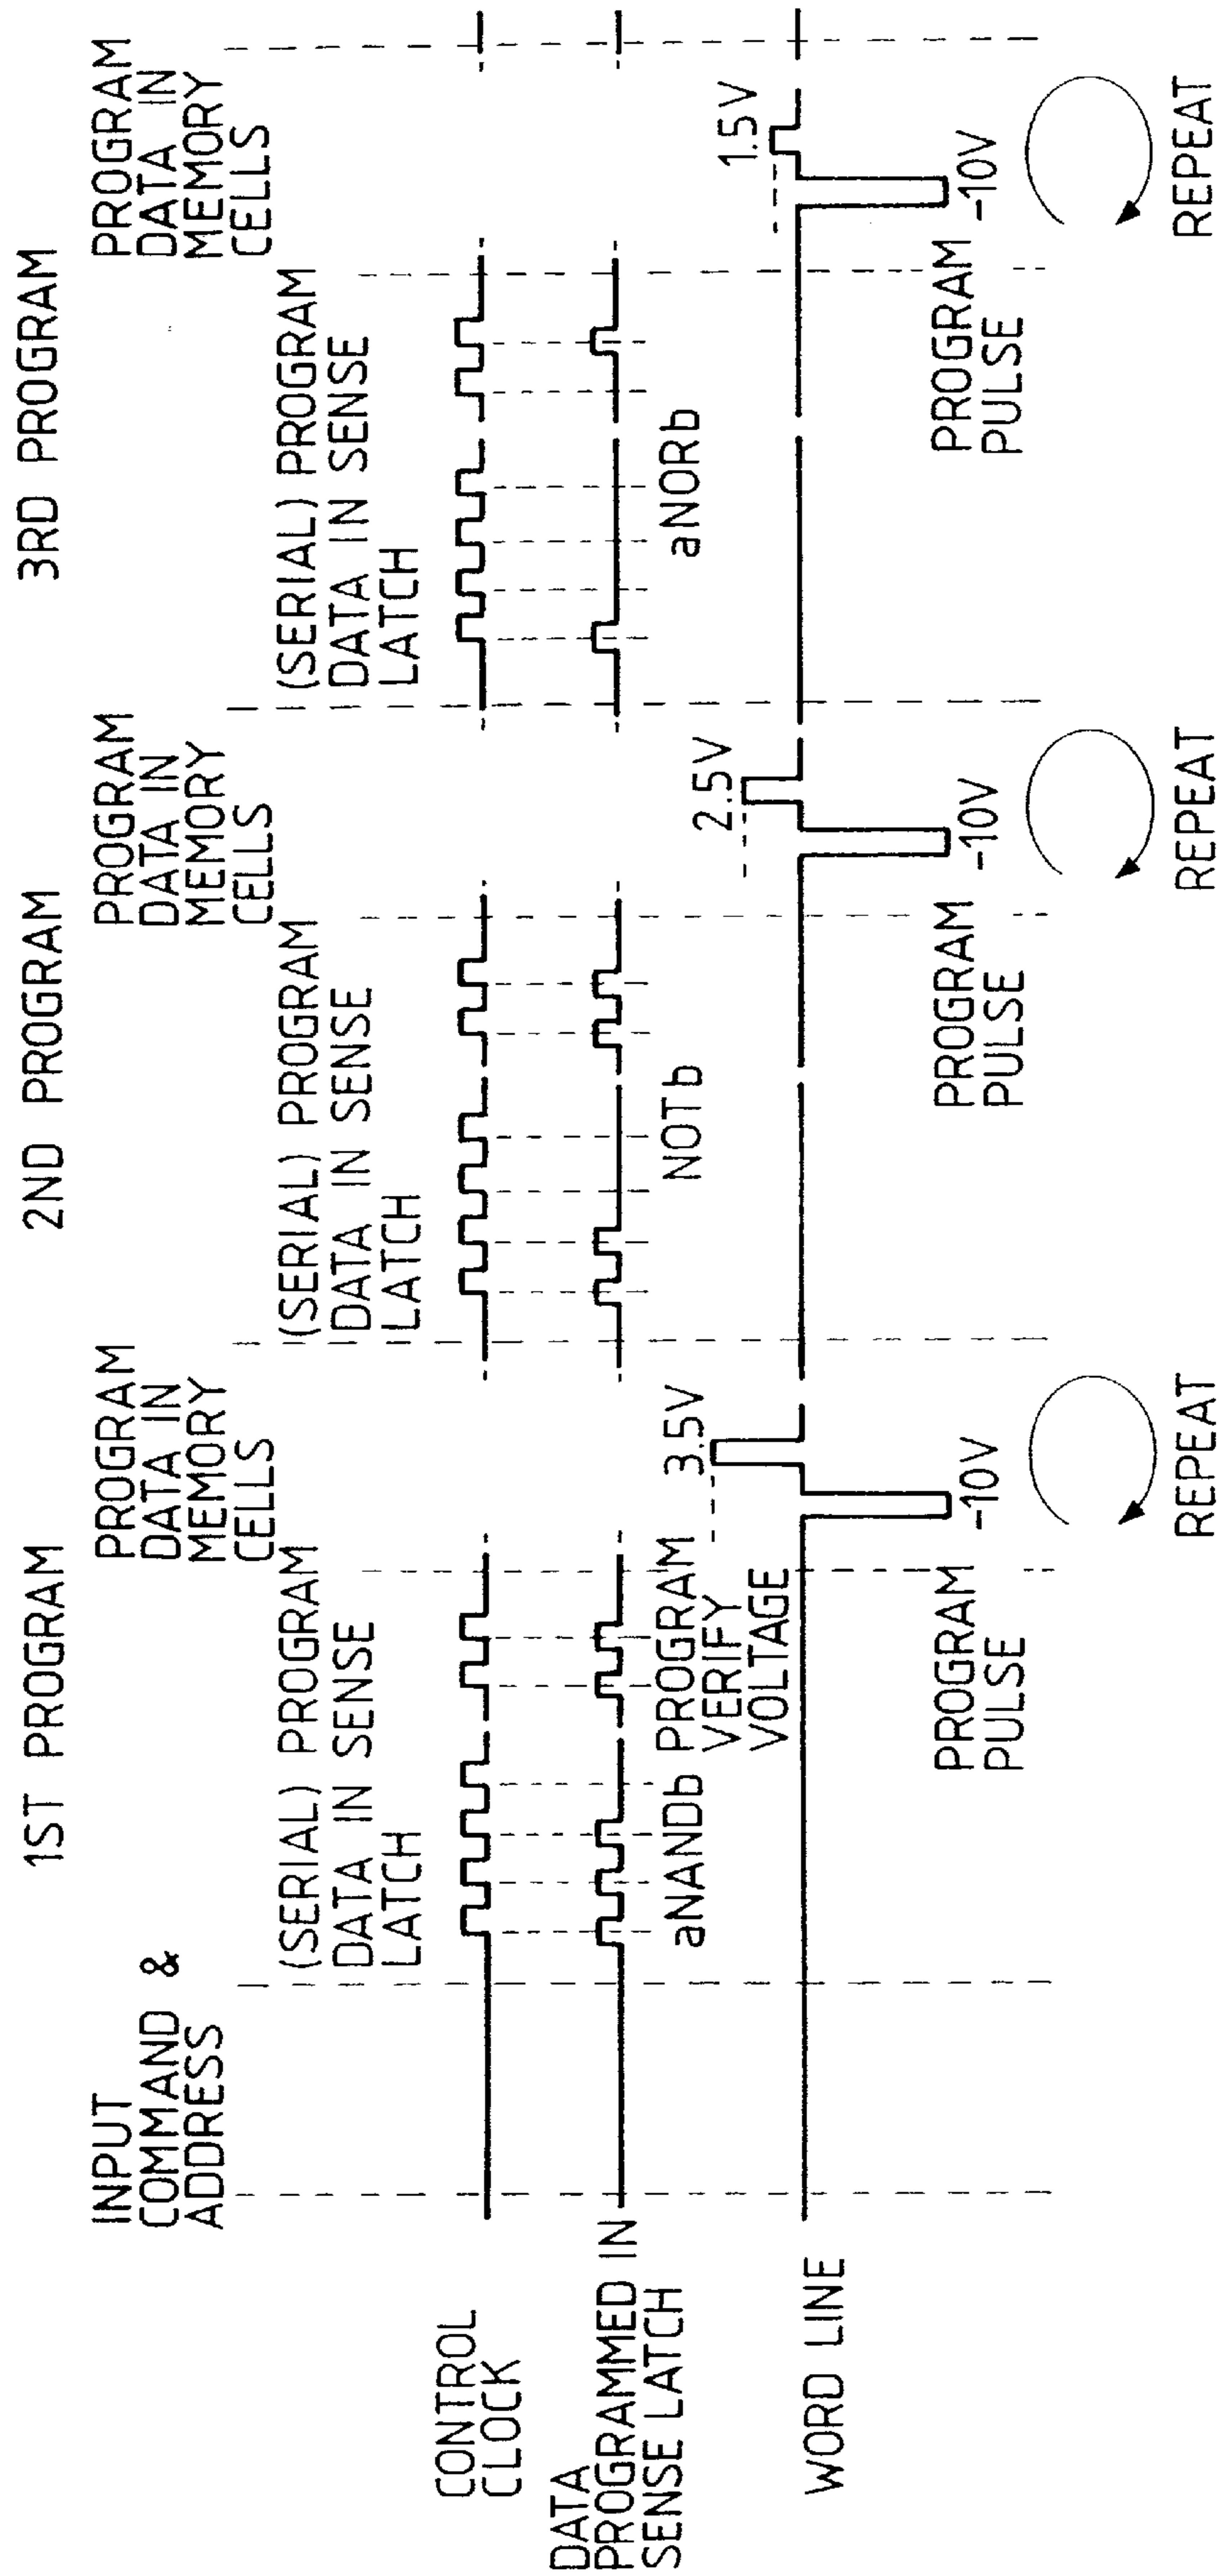 INPUT
COMMAND &
ADDRESS
1ST PROGRAM
(SERIAL) PROGRAM
DATA IN SENSE
LATCH
PROGRAM
DATA IN
MEMORY
CELLS
2ND PROGRAM
(SERIAL) PROGRAM
DATA IN SENSE
LATCH
PROGRAM
DATA IN
MEMORY
CELLS
3RD PROGRAM
(SERIAL) PROGRAM
DATA IN SENSE
LATCH
PROGRAM
DATA IN
MEMORY
CELLS
CONTROL
CLOCK
DATA
PROGRAMMED IN
SENSE LATCH
aNANDb
NOTb
aNORb
WORD LINE
PROGRAM
VERIFY
VOLTAGE
3.5V
2.5V
1.5V
PROGRAM
PULSE
-10V
PROGRAM
PULSE
-10V
PROGRAM
PULSE
-10V
REPEAT
REPEAT
REPEAT